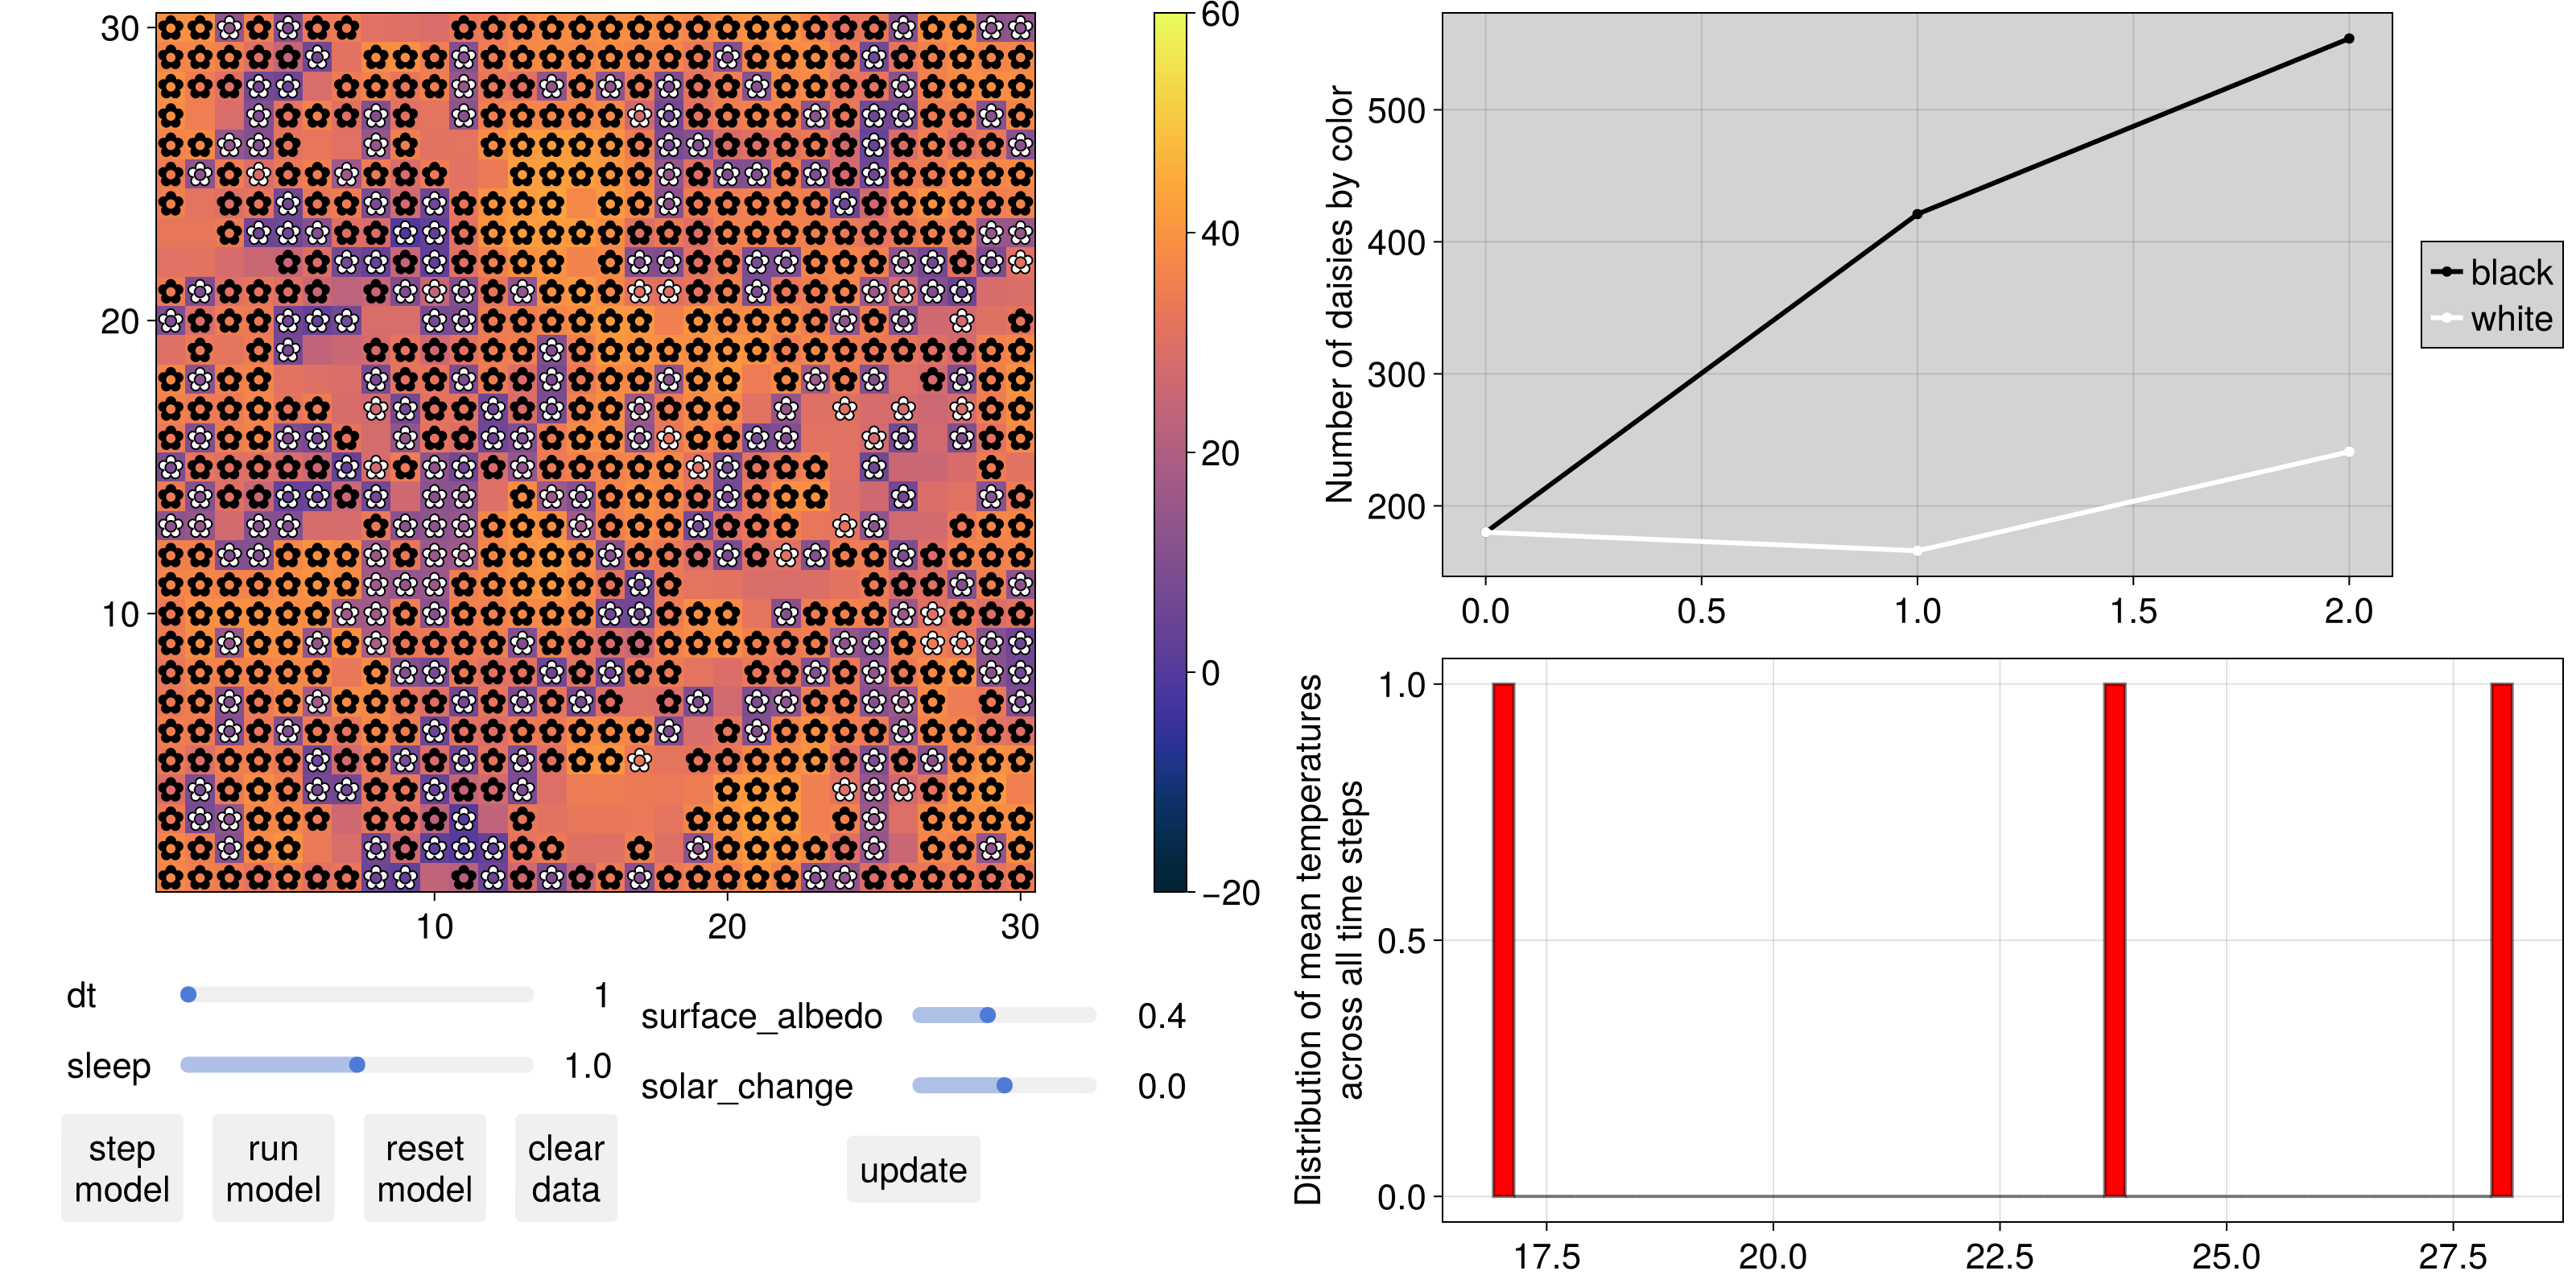 30
20
10
10
20
30
60
40
20
0
−20
dt
1
sleep
1.0
surface_albedo
0.4
solar_change
0.0
step
model
run
model
reset
model
clear
data
update
Number of daisies by color
500
400
300
200
0.0
0.5
1.0
1.5
2.0
black
white
Distribution of mean temperatures
across all time steps
1.0
0.5
0.0
17.5
20.0
22.5
25.0
27.5